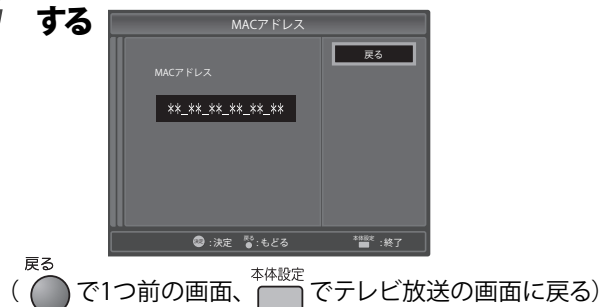 する
MACアドレス
戻る
MACアドレス
**_**_**_**_**_**
決定 :決定 戻る :もどる 本体設定 :終了
戻る
本体設定
( で1つ前の画面、 でテレビ放送の画面に戻る)